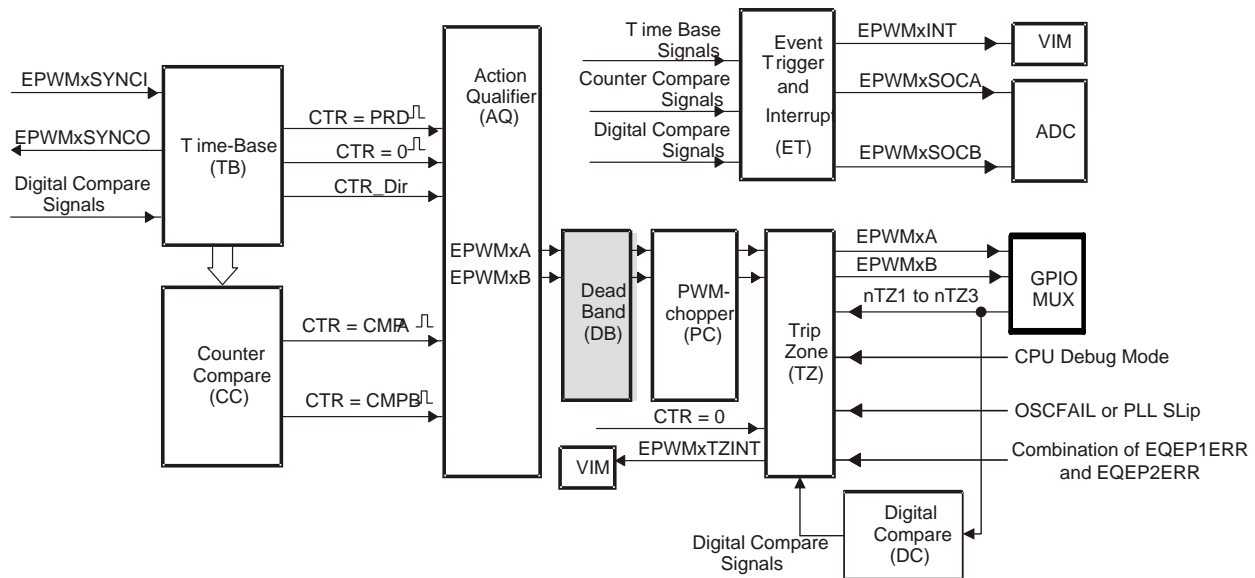 EPWMxSYNCI
EPWMxSYNCO
Digital Compare
Signals
Time-Base
(TB)
CTR = PRD
CTR = 0
CTR_Dir
Counter
Compare
(CC)
CTR = CMPA
CTR = CMPB
Action
Qualifier
(AQ)
EPWMxA
EPWMxB
Dead
Band
(DB)
PWM-
chopper
(PC)
CTR = 0
EPWMxTZINT
VIM
Time Base
Signals
Counter Compare
Signals
Digital Compare
Signals
Event
Trigger
and
Interrupt
(ET)
EPWMxINT
EPWMxSOCA
EPWMxSOCB
VIM
ADC
Trip
Zone
(TZ)
EPWMxA
EPWMxB
nTZ1 to nTZ3
GPIO
MUX
CPU Debug Mode
OSCFAIL or PLL SLip
Combination of EQEP1ERR
and EQEP2ERR
Digital
Compare
(DC)
Digital Compare
Signals